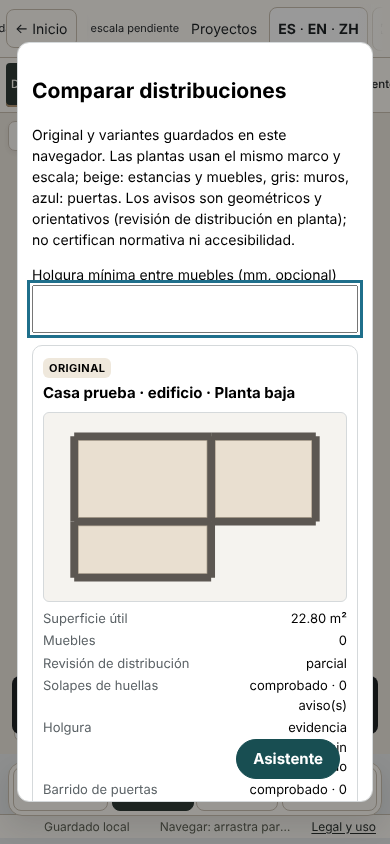 ← Inicio
escala pendiente
Proyectos
ES · EN · ZH
Comparar distribuciones
Original y variantes guardados en este
navegador. Las plantas usan el mismo marco y
escala; beige: estancias y muebles, gris: muros,
azul: puertas. Los avisos son geométricos y
orientativos (revisión de distribución en planta);
no certifican normativa ni accesibilidad.
Holgura mínima entre muebles (mm, opcional)
ORIGINAL
Casa prueba · edificio · Planta baja
Superficie útil 22.80 m²
Muebles 0
Revisión de distribución parcial
Solapes de huellas comprobado · 0
aviso(s)
Holgura evidencia
Asistente
Barrido de puertas comprobado · 0
Guardado local
Navegar: arrastra par...
Legal y uso